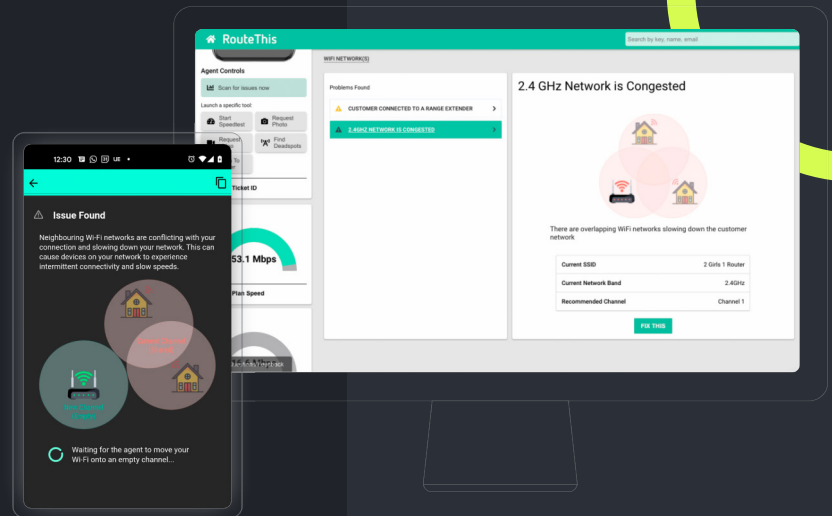 RouteThis
Search by key, name, email
Agent Controls
Scan for issues now
Launch a specific tool:
Start Speedtest
Request Photo
Request
Find Deadspots
To
Ticket ID
53.1 Mbps
Plan Speed
WIFI NETWORK(S)
Problems Found
CUSTOMER CONNECTED TO A RANGE EXTENDER
2.4GHZ NETWORK IS CONGESTED
2.4 GHz Network is Congested
There are overlapping WiFi networks slowing down the customer
network
Current SSID 2 Girls 1 Router
Current Network Band 2.4GHz
Recommended Channel Channel 1
FIX THIS
12:30
Issue Found
Neighbouring Wi-Fi networks are conflicting with your
connection and slowing down your network. This can
cause devices on your network to experience
intermittent connectivity and slow speeds.
Waiting for the agent to move your
Wi-Fi onto an empty channel...